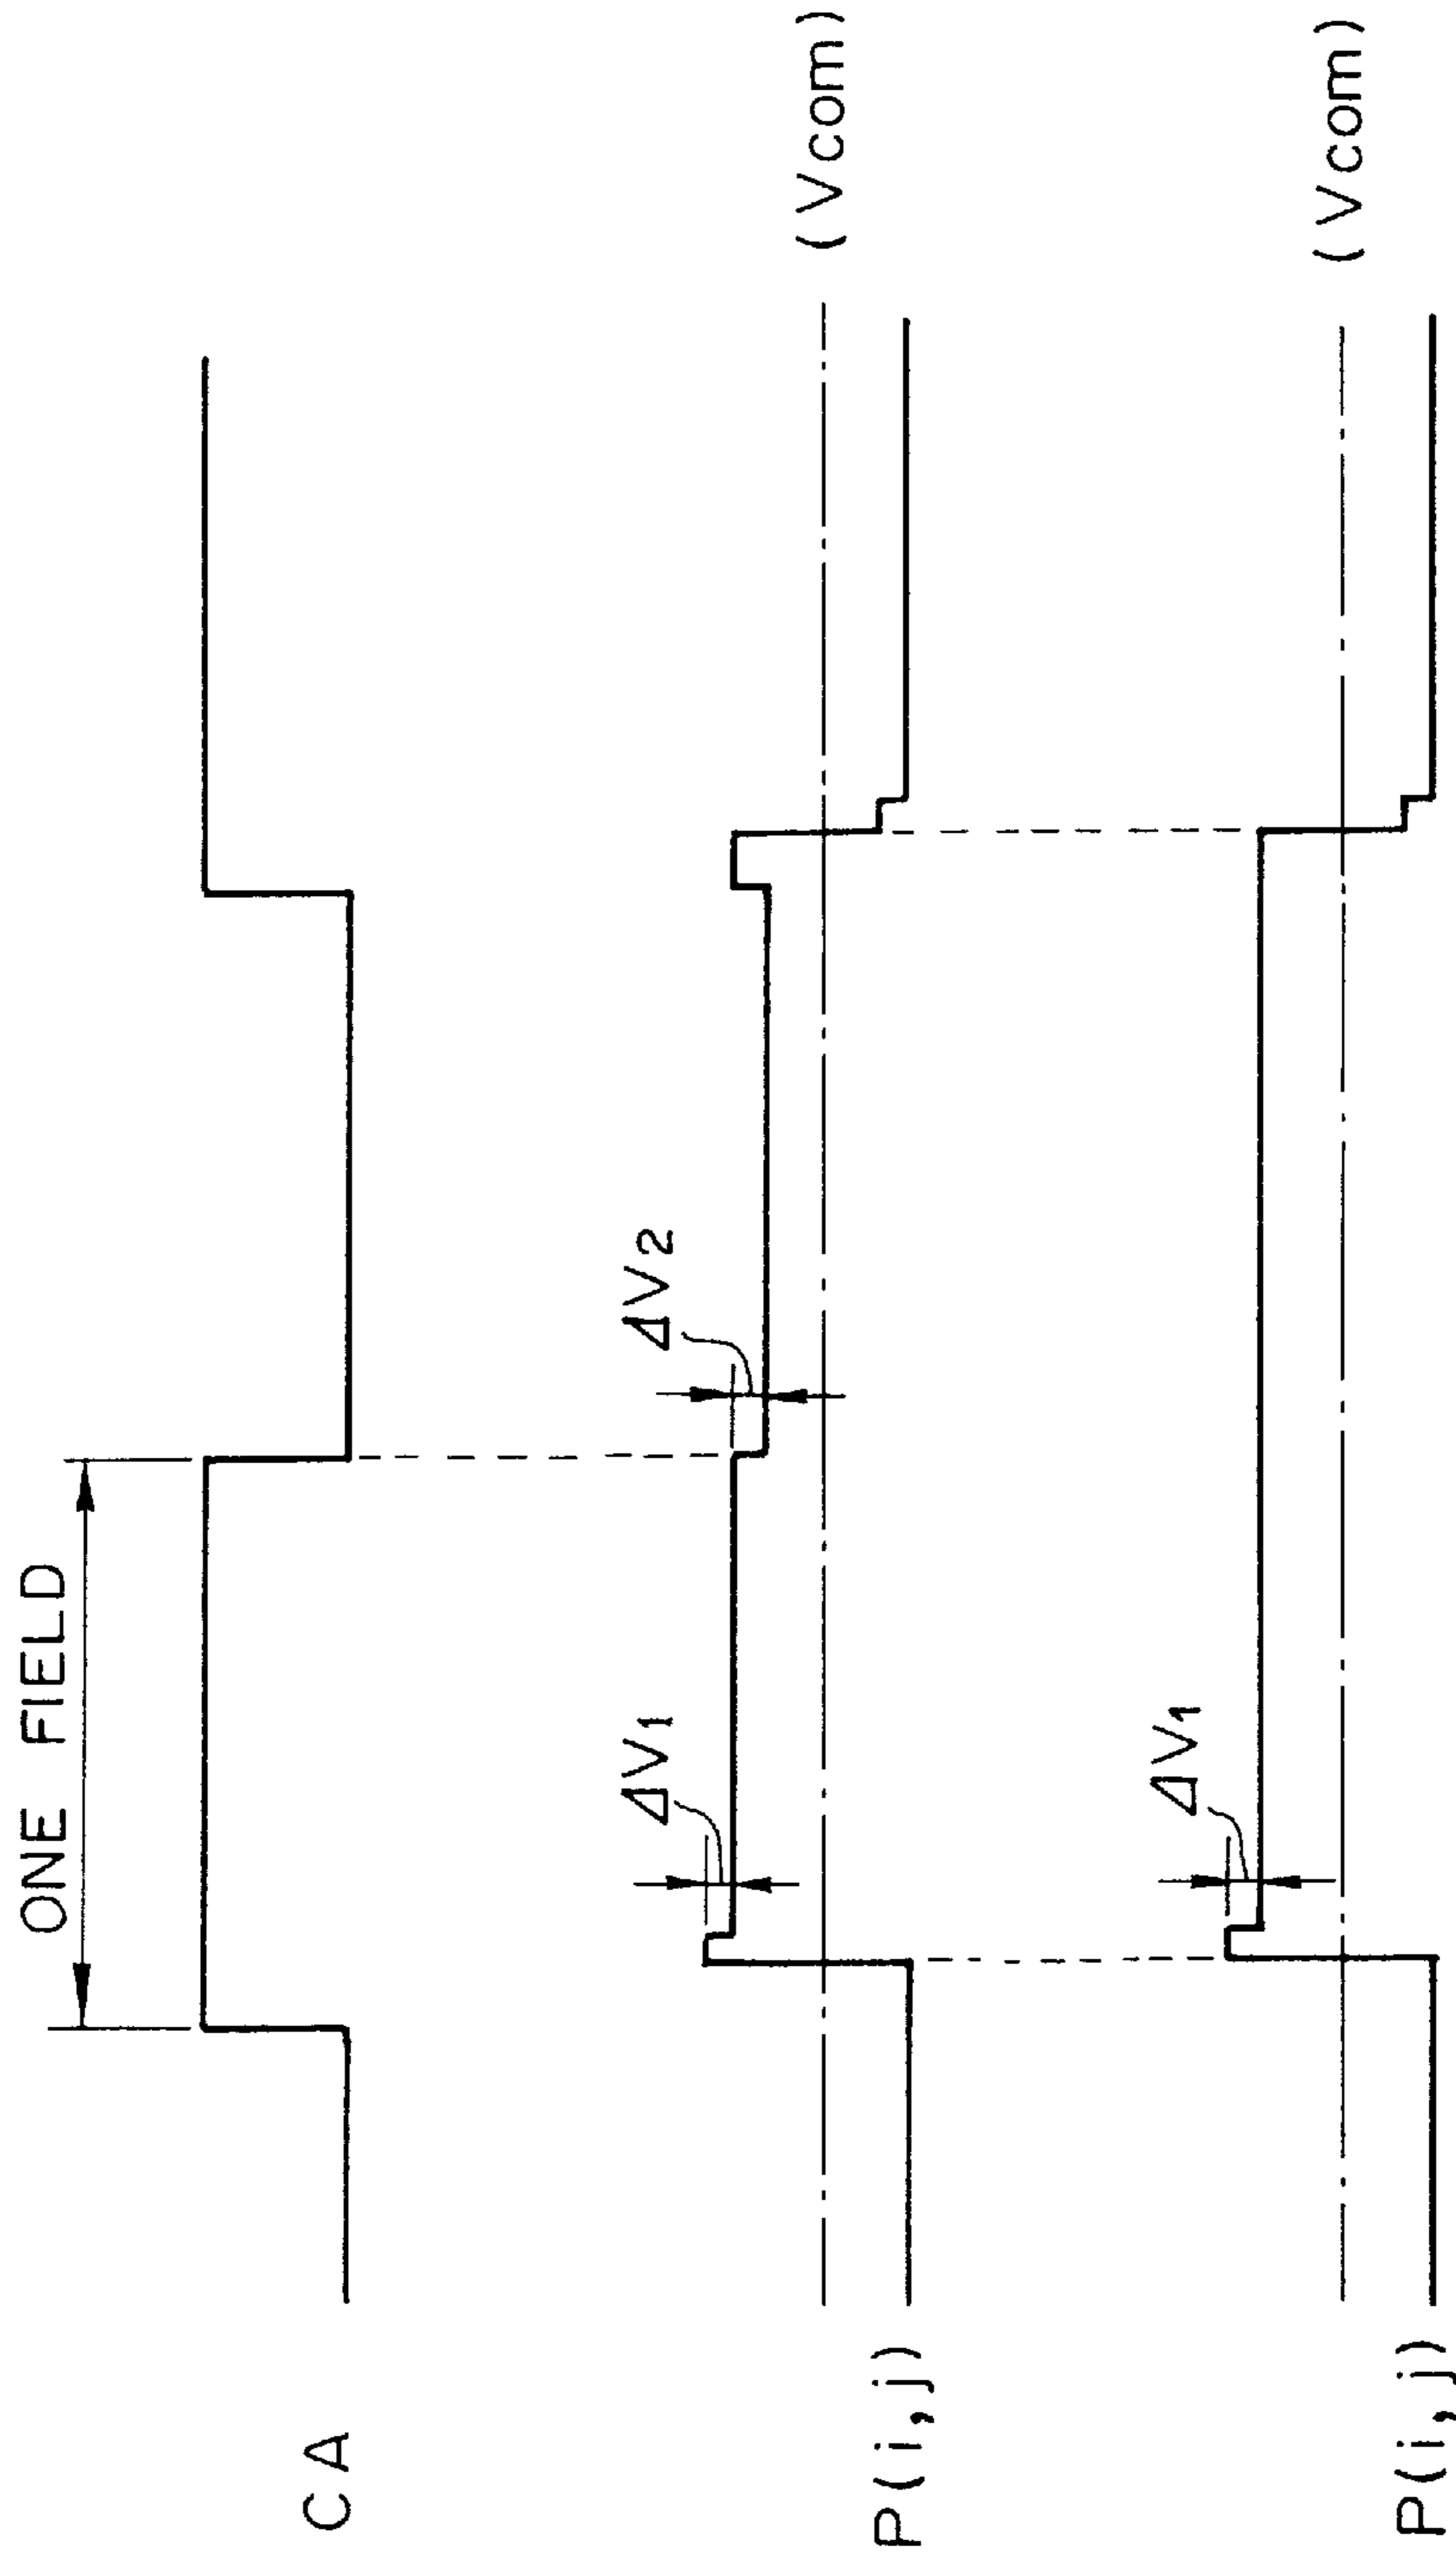 ONE FIELD
CA
ΔV1
ΔV2
P(i,j)
(Vcom)
ΔV1
P(i,j)
(Vcom)